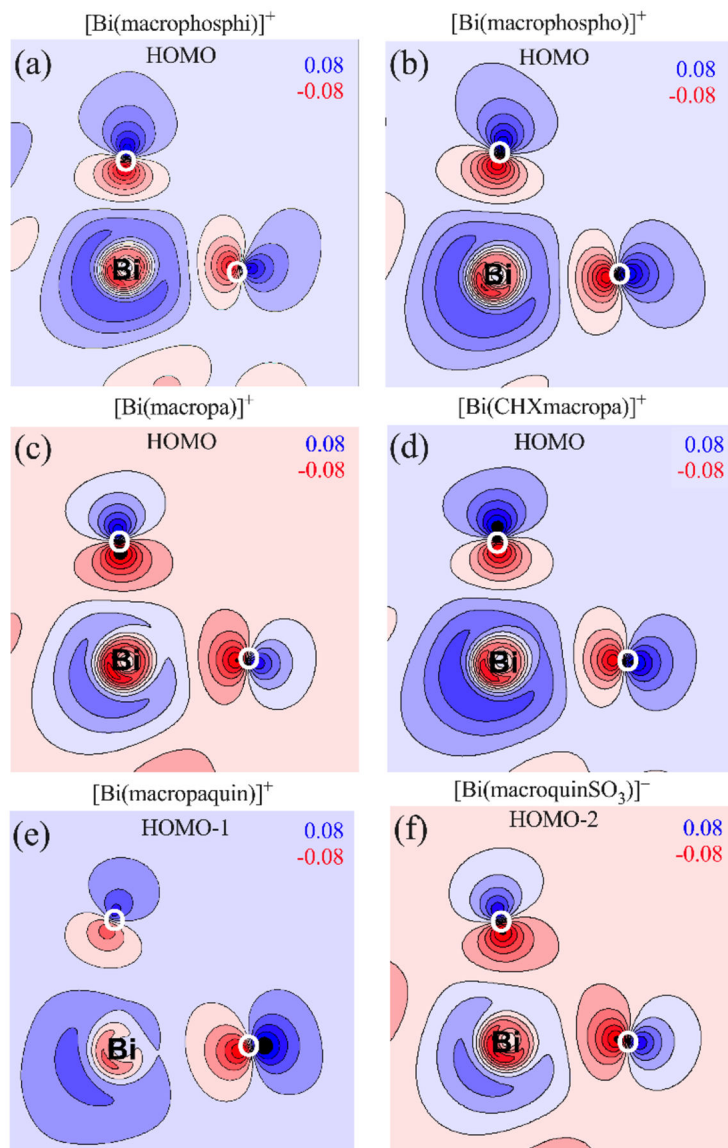 [Bi(macrophosphi)]⁺
(a)
HOMO
0.08
-0.08
O
Bi
O
[Bi(macrophospho)]⁺
(b)
HOMO
0.08
-0.08
O
Bi
O
[Bi(macropa)]⁺
(c)
HOMO
0.08
-0.08
O
Bi
O
[Bi(CHXmacropa)]⁺
(d)
HOMO
0.08
-0.08
O
Bi
O
[Bi(macropaquin)]⁺
(e)
HOMO-1
0.08
-0.08
O
Bi
O
[Bi(macroquinSO₃)]⁻
(f)
HOMO-2
0.08
-0.08
O
Bi
O